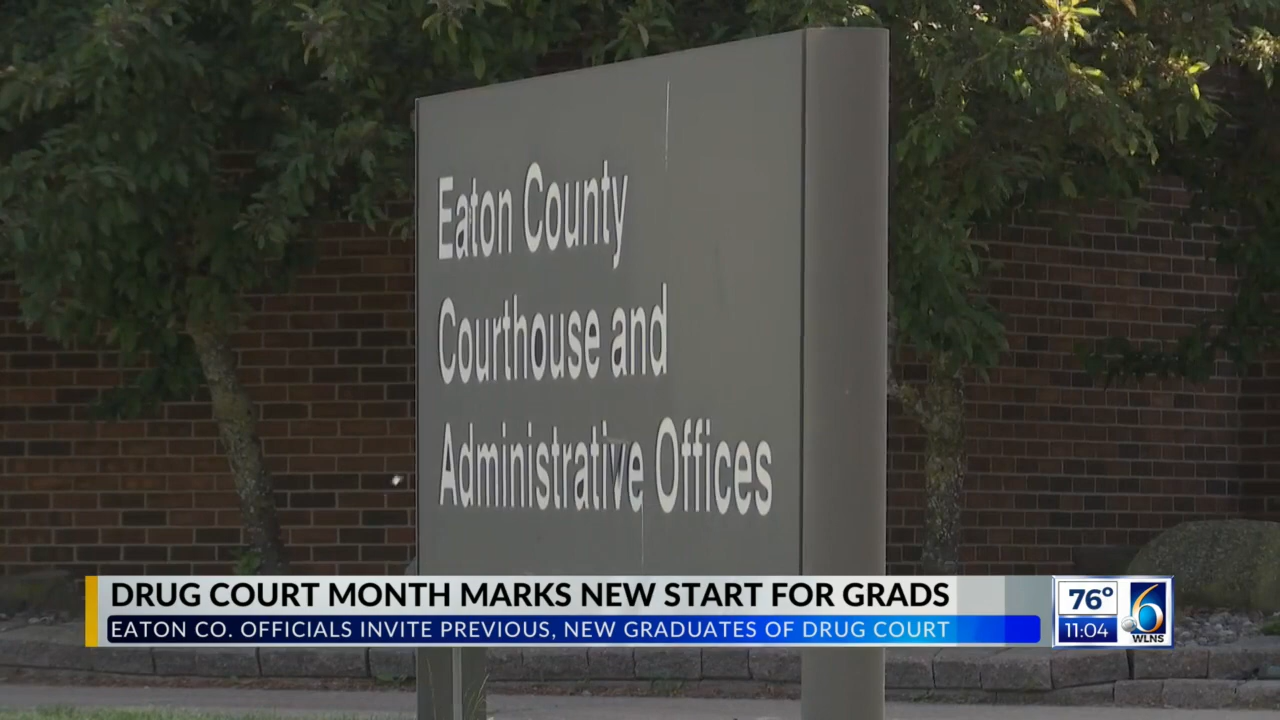 Eaton County
Courthouse and
Administrative Offices
DRUG COURT MONTH MARKS NEW START FOR GRADS
EATON CO. OFFICIALS INVITE PREVIOUS, NEW GRADUATES OF DRUG COURT
76°
11:04
6
WLNS